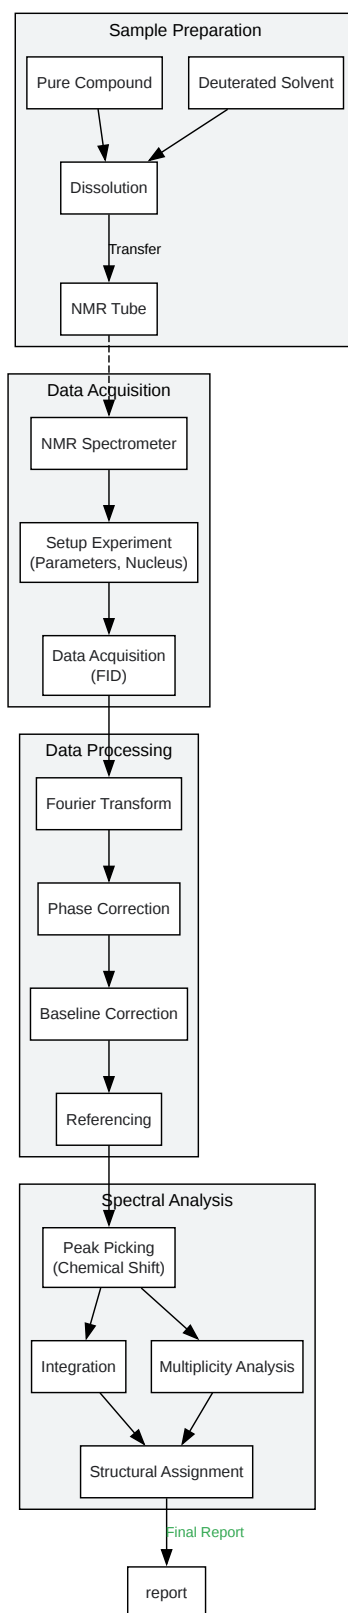 Sample Preparation
Pure Compound
Deuterated Solvent
Dissolution
Transfer
NMR Tube
Data Acquisition
NMR Spectrometer
Setup Experiment
(Parameters, Nucleus)
Data Acquisition
(FID)
Data Processing
Fourier Transform
Phase Correction
Baseline Correction
Referencing
Spectral Analysis
Peak Picking
(Chemical Shift)
Integration
Multiplicity Analysis
Structural Assignment
Final Report
report